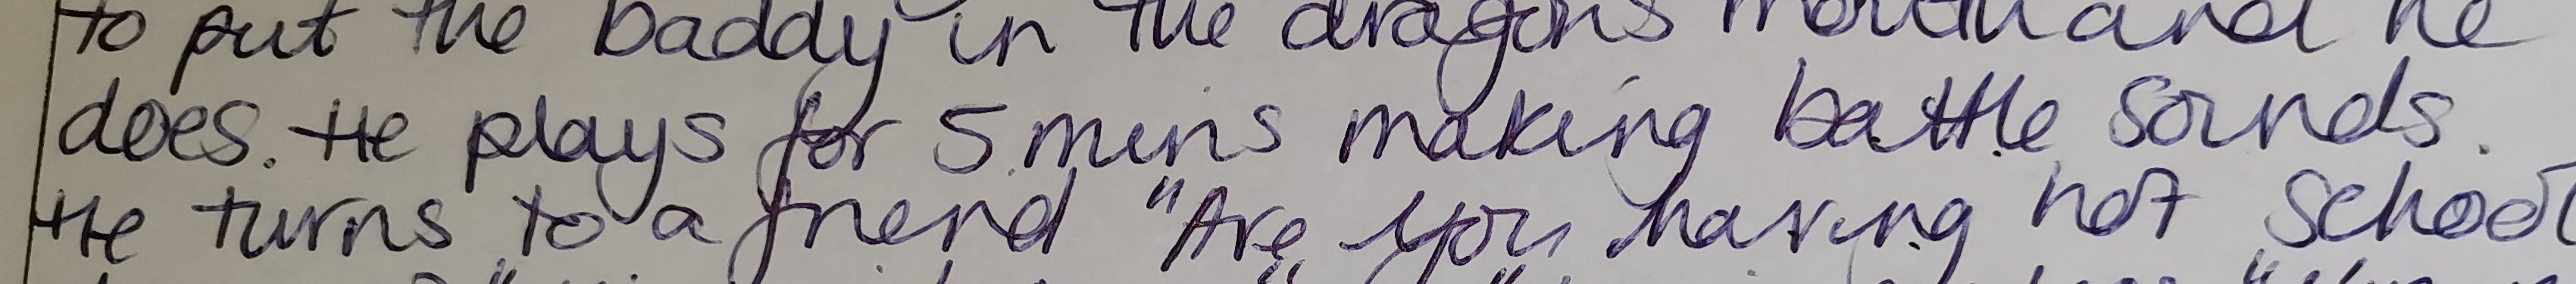 to put the baddy in the dragons mouth and he
does. He plays for 5 mins making battle sounds.
He turns to a friend "Are you having hot school